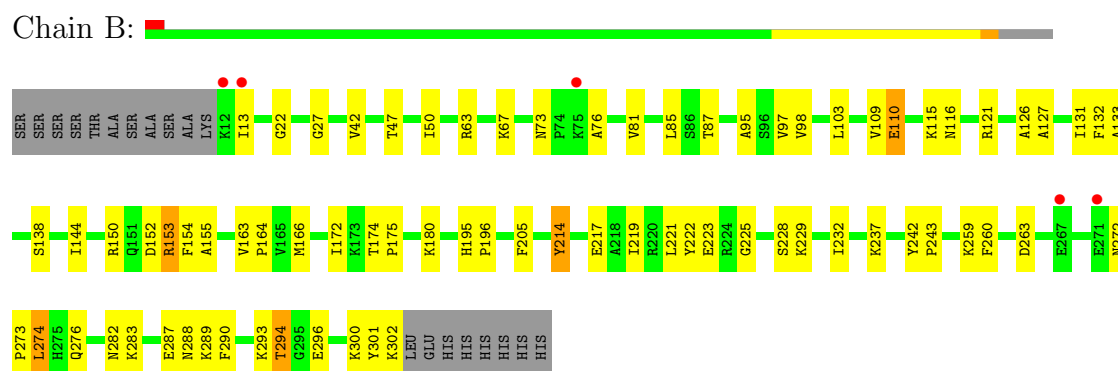 Chain B:
SER SER SER SER THR ALA SER ALA SER ALA LYS K12 I13 G22 G27 V42 T47 I50 R63 K67 N73 P74 K75 A76 V81 L85 S86 T87 A95 S96 V97 V98 L103 V109 E110 K115 N116 R121 A126 A127 I131 F132 A133
S138 I144 R150 Q151 D152 R153 F154 A155 V163 P164 V165 M166 I172 K173 T174 P175 K180 H195 P196 F205 Y214 E217 A218 I219 R220 L221 Y222 E223 R224 G225 S228 K229 I232 K237 Y242 P243 K259 F260 D263 E267 E271 N272
P273 L274 H275 Q276 N282 K283 E287 N288 K289 F290 K293 T294 G295 E296 K300 Y301 K302 LEU GLU HIS HIS HIS HIS HIS HIS